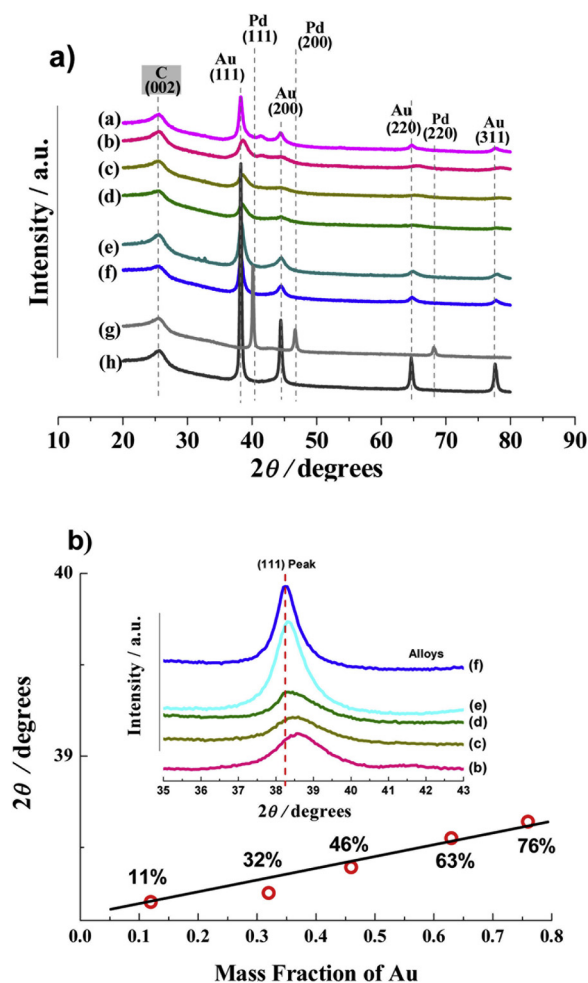 a)
Pd
(111)
Pd
(200)
Au
(111)
C
(002)
Au
(200)
Au
(220)
Pd
(220)
Au
(311)
(a)
(b)
(c)
(d)
(e)
(f)
(g)
(h)
Intensity / a.u.
10 20 30 40 50 60 70 80 90
2θ / degrees
b)
40
39
0.0 0.1 0.2 0.3 0.4 0.5 0.6 0.7 0.8
2θ / degrees
(111) Peak
Intensity / a.u.
Alloys
(f)
(e)
(d)
(c)
(b)
35 36 37 38 39 40 41 42 43
2θ / degrees
11%
32%
46%
63%
76%
Mass Fraction of Au